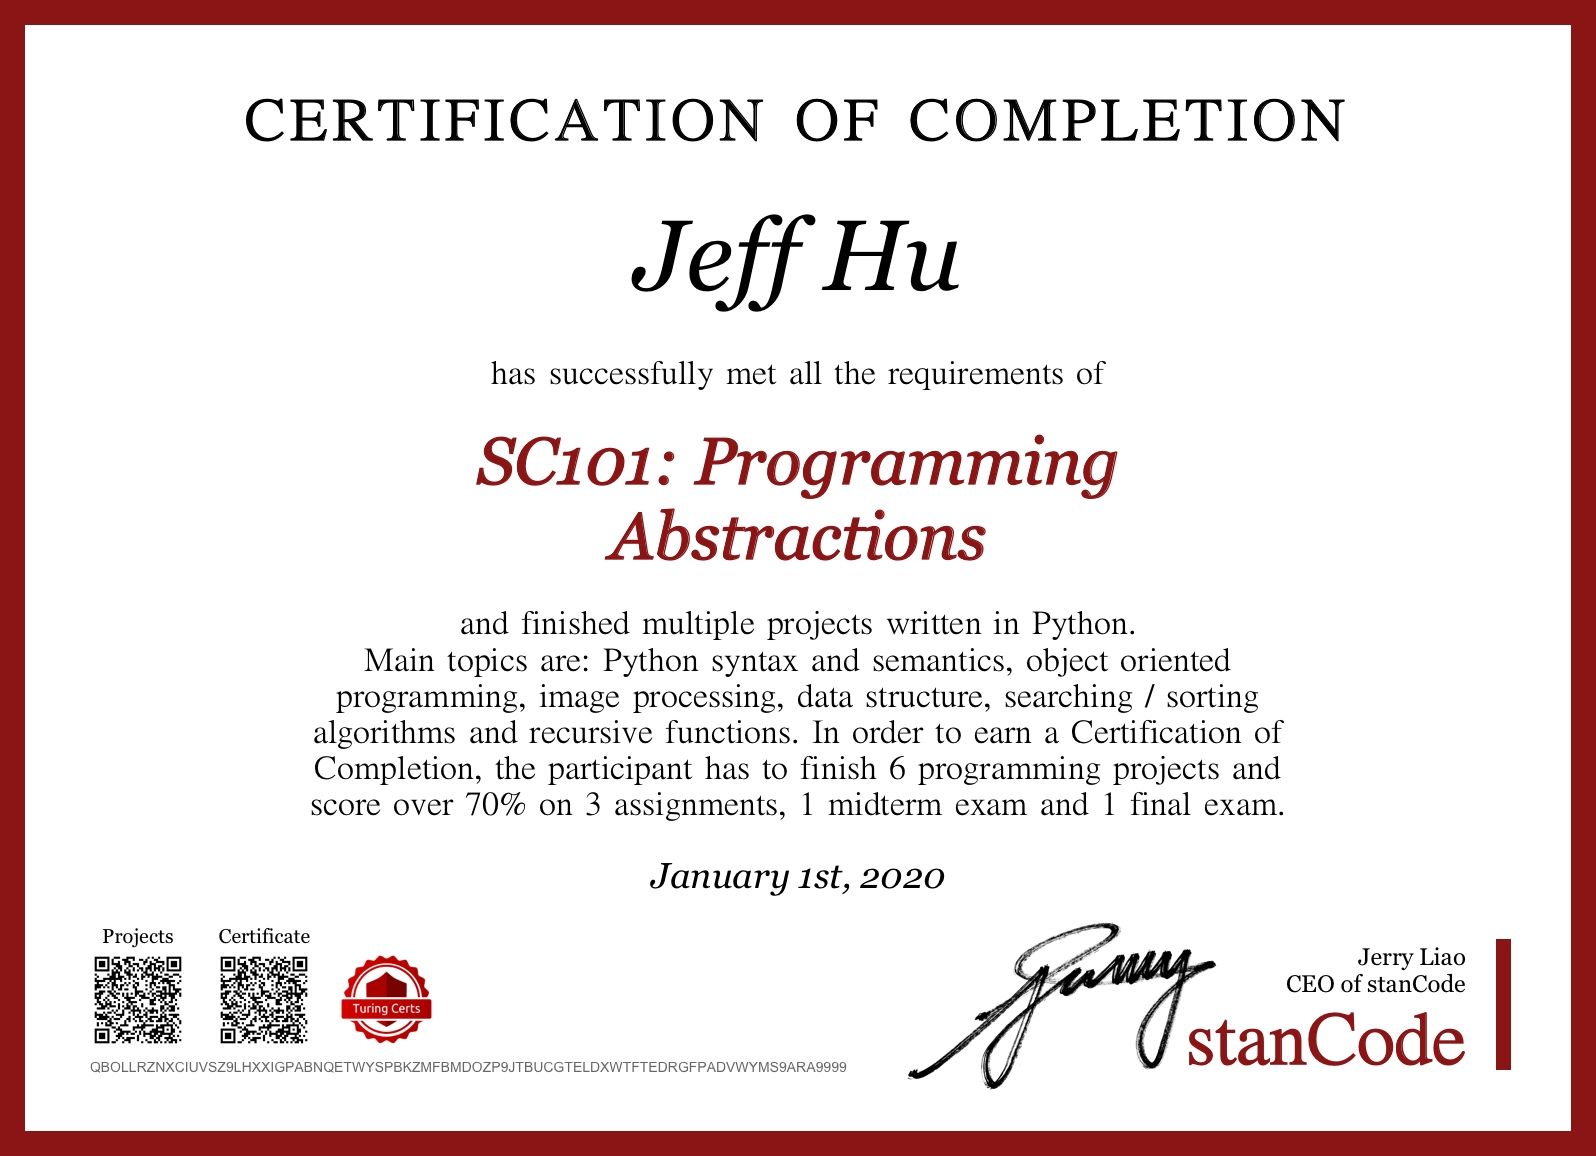 CERTIFICATION OF COMPLETION
Jeff Hu
has successfully met all the requirements of
SC101: Programming
Abstractions
and finished multiple projects written in Python.
Main topics are: Python syntax and semantics, object oriented
programming, image processing, data structure, searching / sorting
algorithms and recursive functions. In order to earn a Certification of
Completion, the participant has to finish 6 programming projects and
score over 70% on 3 assignments, 1 midterm exam and 1 final exam.
January 1st, 2020
Projects Certificate
Turing Certs
QBOLLRZNXCIUVSZ9LHXXIGPABNQETWYSPBKZMFBMDOZP9JTBUCGTELDXWTFTEDRGFPADVWYMS9ARA9999
Jerry Liao
CEO of stanCode
stanCode